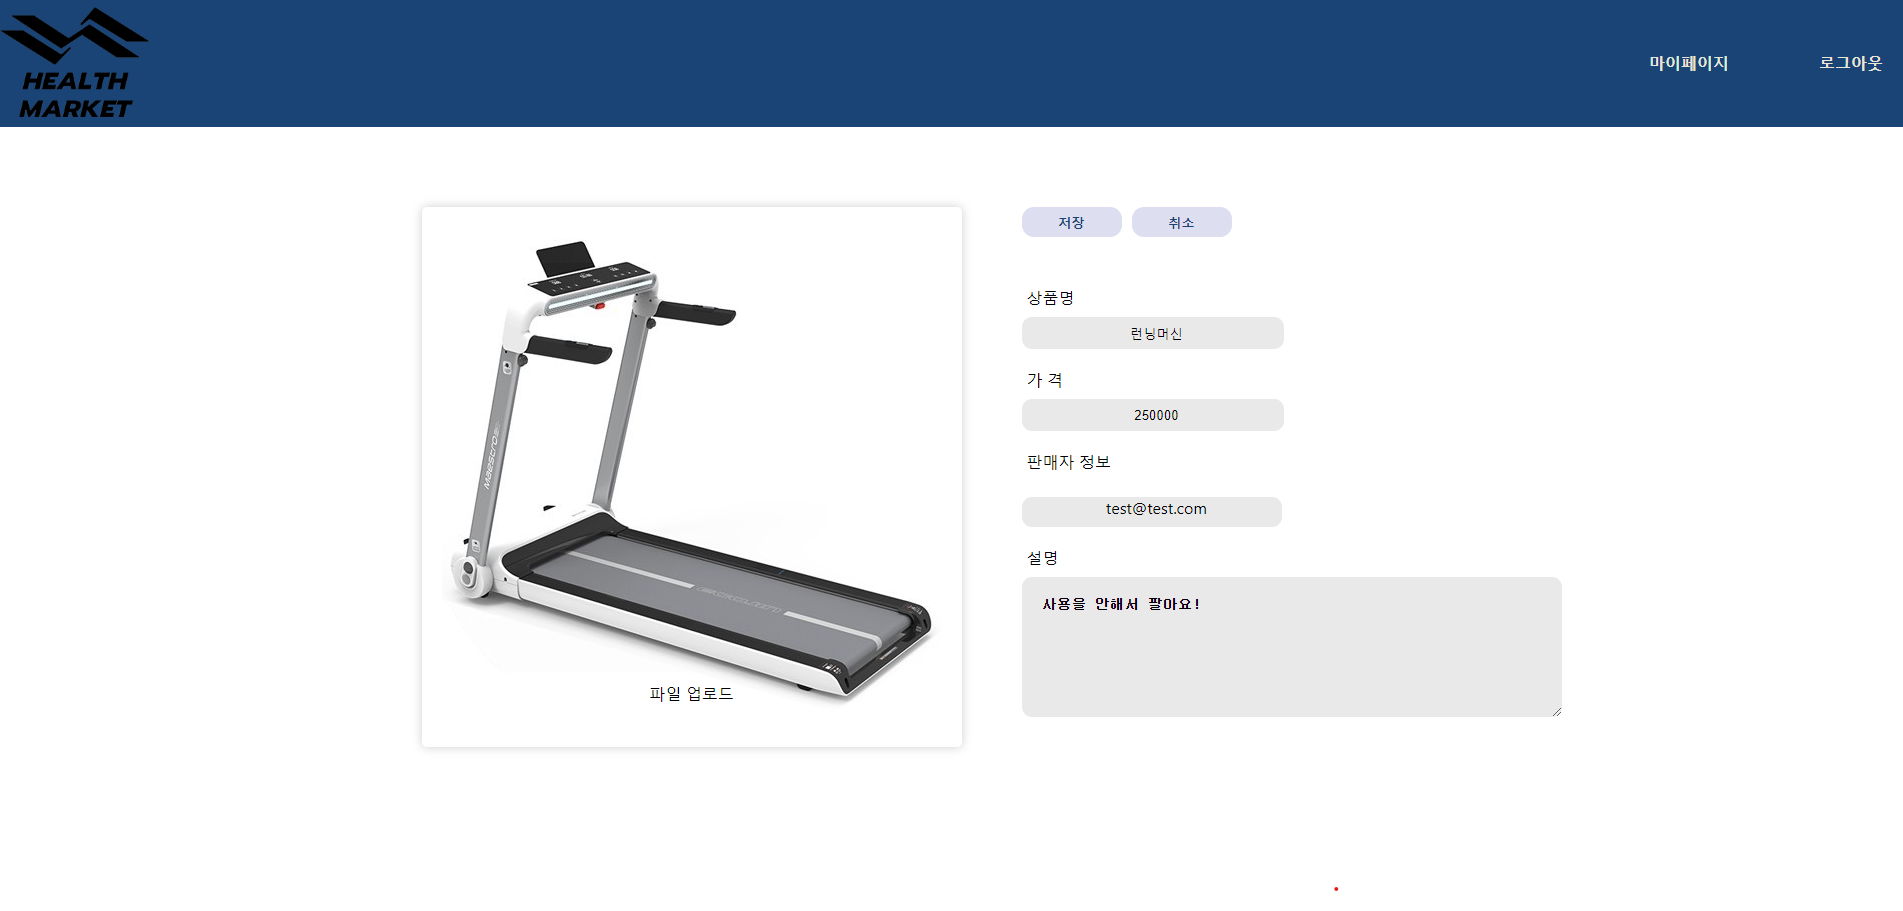 HEALTH
MARKET
마이페이지
로그아웃
저장
취소
상품명
런닝머신
가 격
250000
판매자 정보
test@test.com
설명
사용을 안해서 팔아요!
MAESTRO
파일 업로드